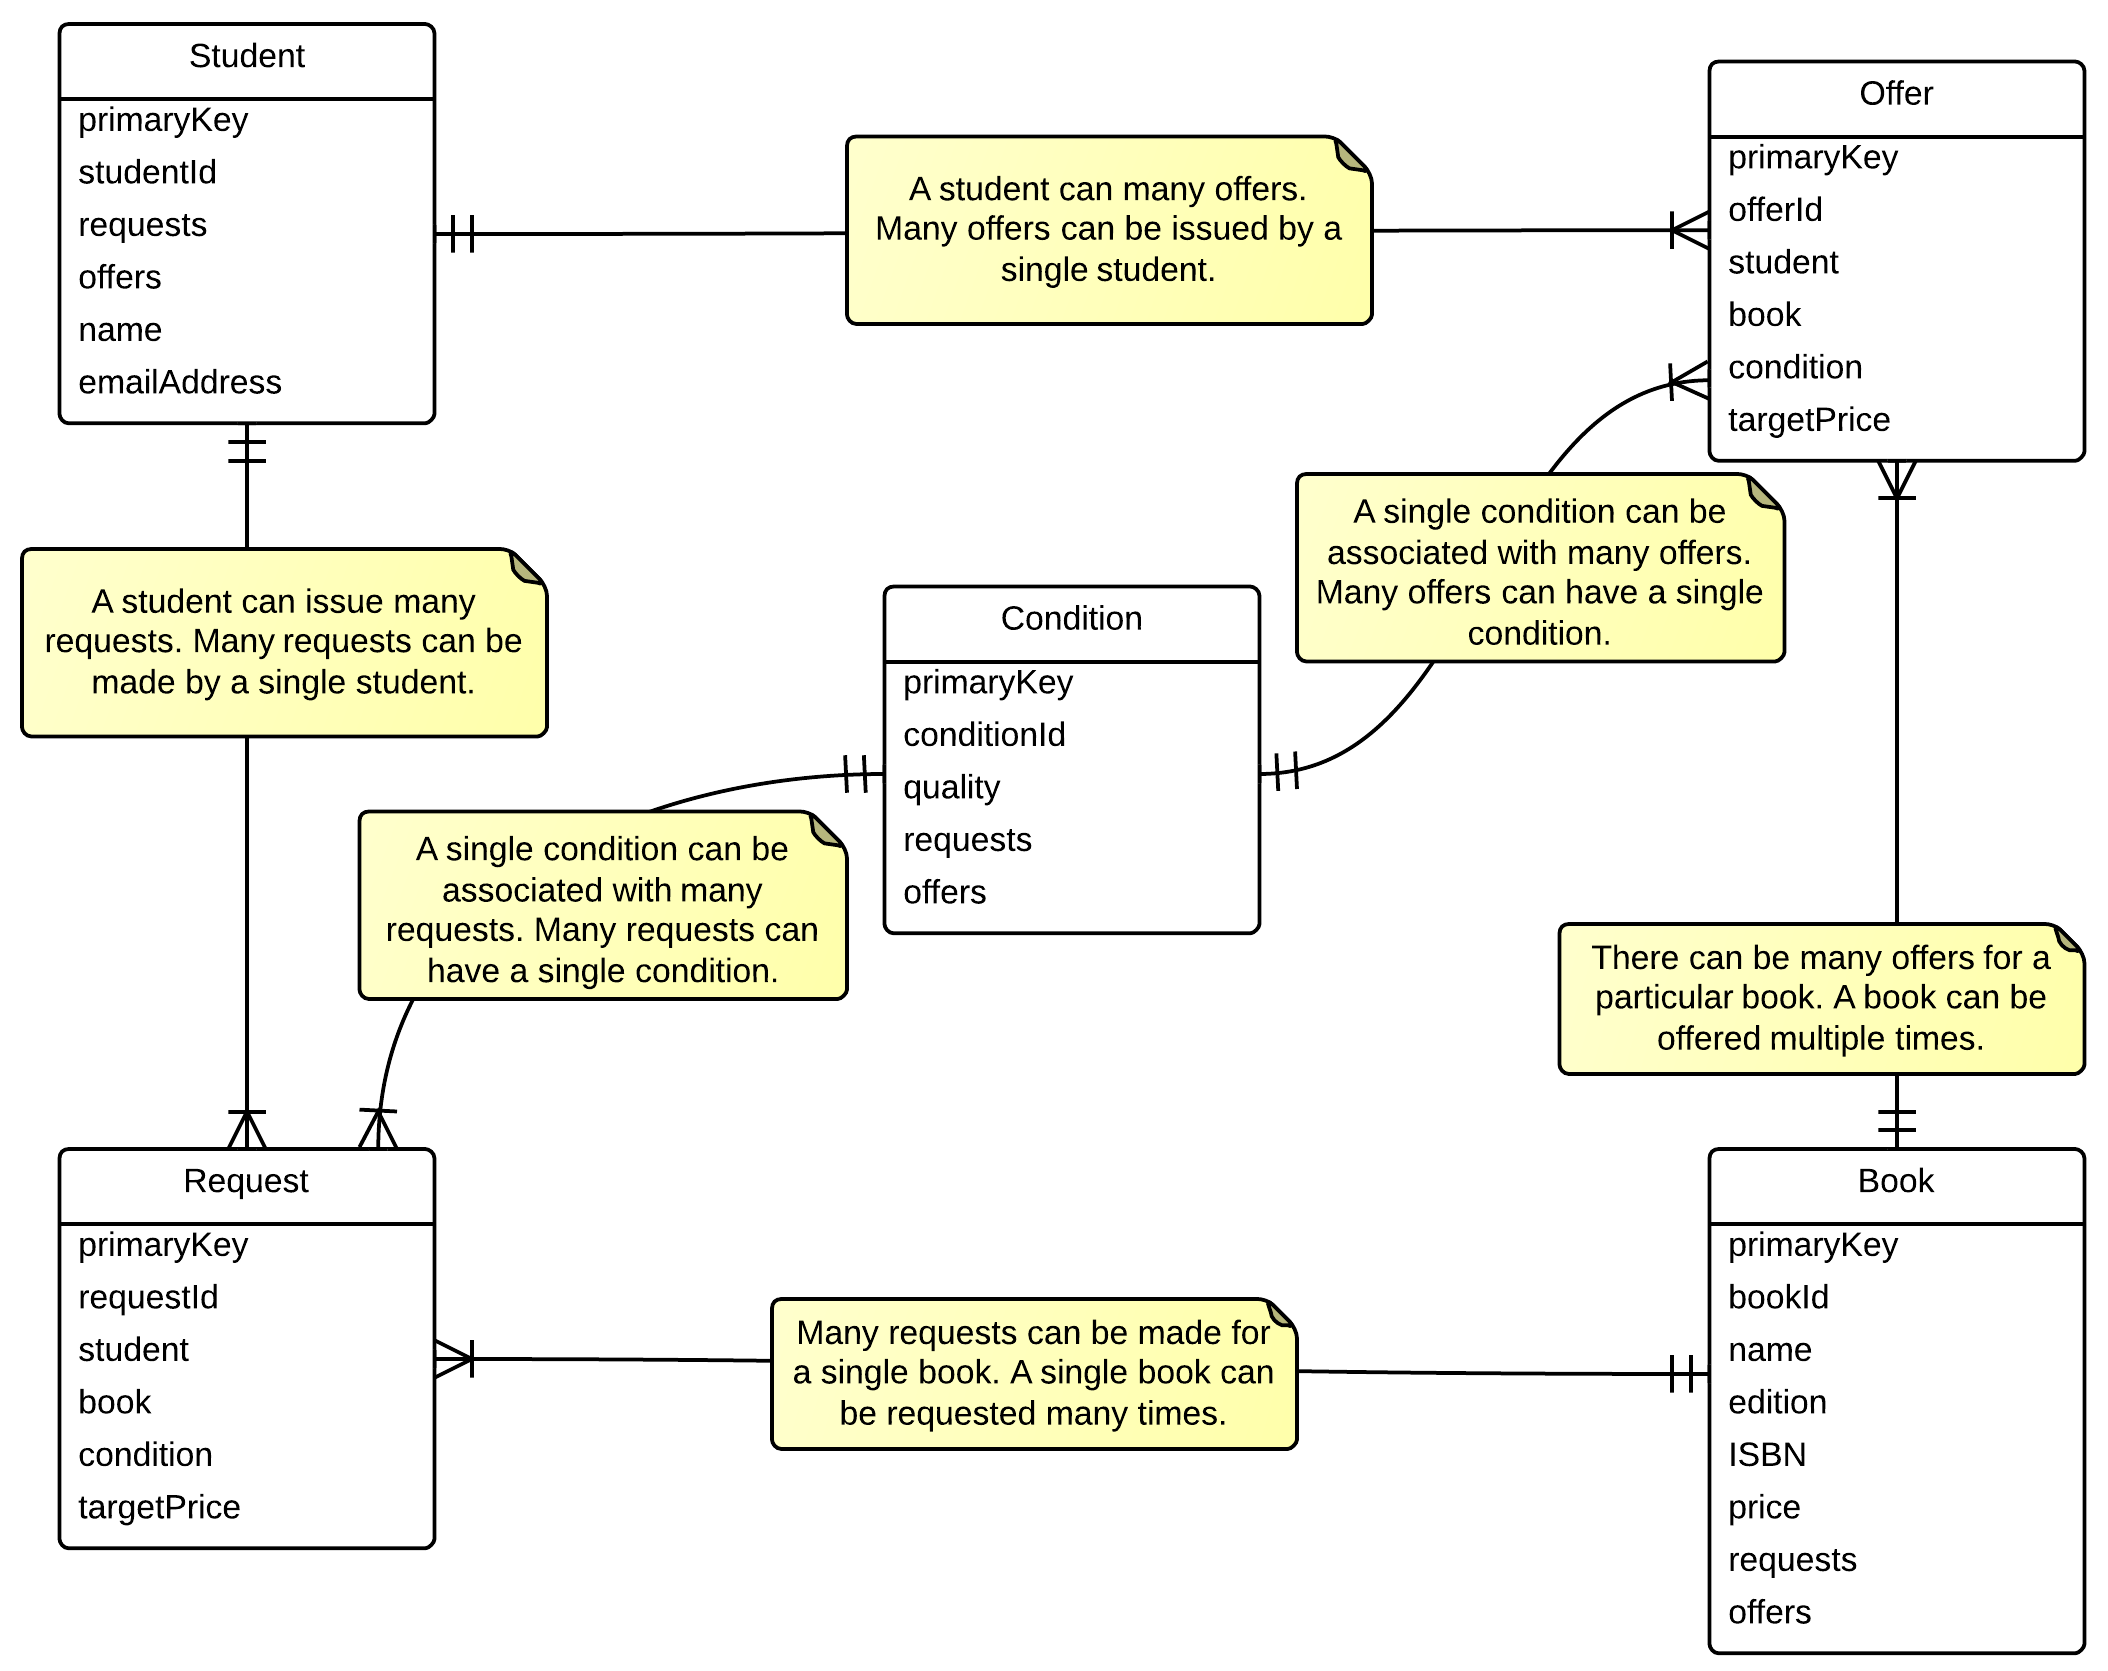 Student
primaryKey
studentId
requests
offers
name
emailAddress
A student can many offers.
Many offers can be issued by a
single student.
Offer
primaryKey
offerId
student
book
condition
targetPrice
A student can issue many
requests. Many requests can be
made by a single student.
A single condition can be
associated with many offers.
Many offers can have a single
condition.
Condition
primaryKey
conditionId
quality
requests
offers
A single condition can be
associated with many
requests. Many requests can
have a single condition.
There can be many offers for a
particular book. A book can be
offered multiple times.
Request
primaryKey
requestId
student
book
condition
targetPrice
Many requests can be made for
a single book. A single book can
be requested many times.
Book
primaryKey
bookId
name
edition
ISBN
price
requests
offers